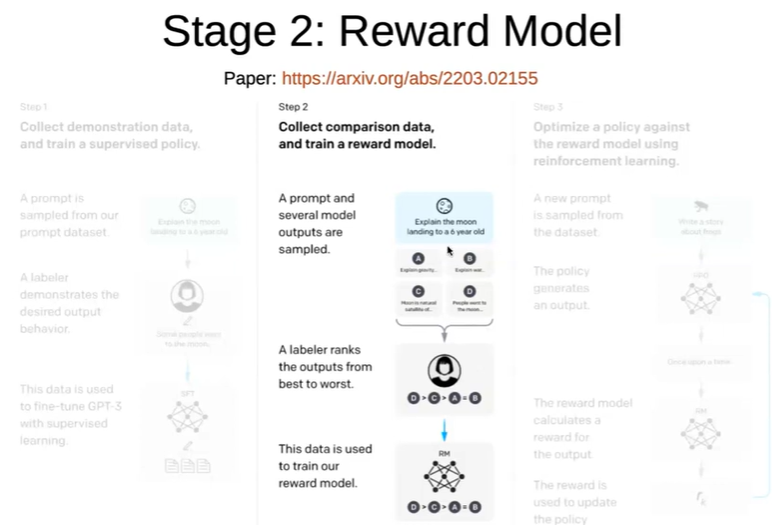 Stage 2: Reward Model
Paper: https://arxiv.org/abs/2203.02155
Step 1
Collect demonstration data,
and train a supervised policy.
A prompt is
sampled from our
prompt dataset.
Explain the moon
landing to a 6 year old
A labeler
demonstrates the
desired output
behavior.
Some people went
to the moon...
This data is used
to fine-tune GPT-3
with supervised
learning.
SFT
Step 2
Collect comparison data,
and train a reward model.
A prompt and
several model
outputs are
sampled.
Explain the moon
landing to a 6 year old
A
Explain gravity...
B
Explain war...
C
Moon is natural
satellite of...
D
People went to
the moon...
A labeler ranks
the outputs from
best to worst.
D > C > A = B
This data is used
to train our
reward model.
RM
D > C > A = B
Step 3
Optimize a policy against
the reward model using
reinforcement learning.
A new prompt
is sampled from
the dataset.
Write a story
about frogs
The policy
generates
an output.
PPO
Once upon a time...
The reward model
calculates a
reward for
the output.
RM
The reward is
used to update
the policy
rk